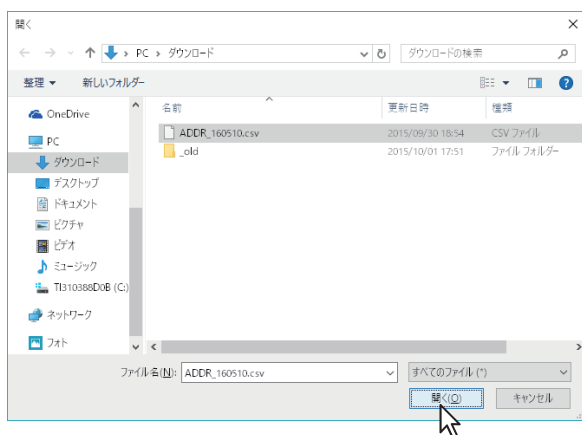 開く
PC › ダウンロード
ダウンロードの検索
整理 新しいフォルダー
名前 更新日時 種類
ADDR_160510.csv 2015/09/30 18:54 CSV ファイル
_old 2015/10/01 17:51 ファイル フォルダー
OneDrive
PC
ダウンロード
デスクトップ
ドキュメント
ピクチャ
ビデオ
ミュージック
TI310388D0B (C:)
ネットワーク
フォト
ファイル名(N): ADDR_160510.csv すべてのファイル (*)
開く(O) キャンセル